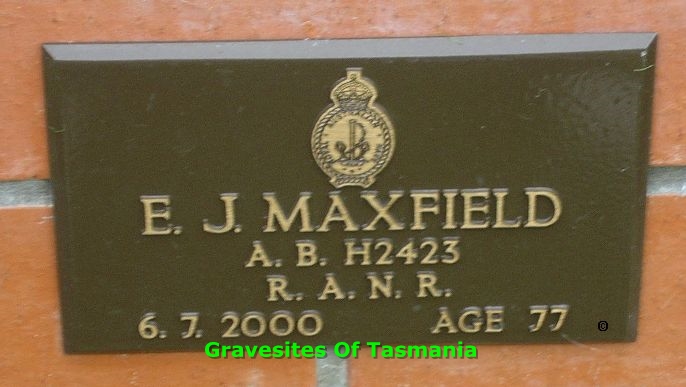 E. J. MAXFIELD
A. B. H2423
R. A. N. R.
6. 7. 2000 AGE 77 ©
Gravesites Of Tasmania